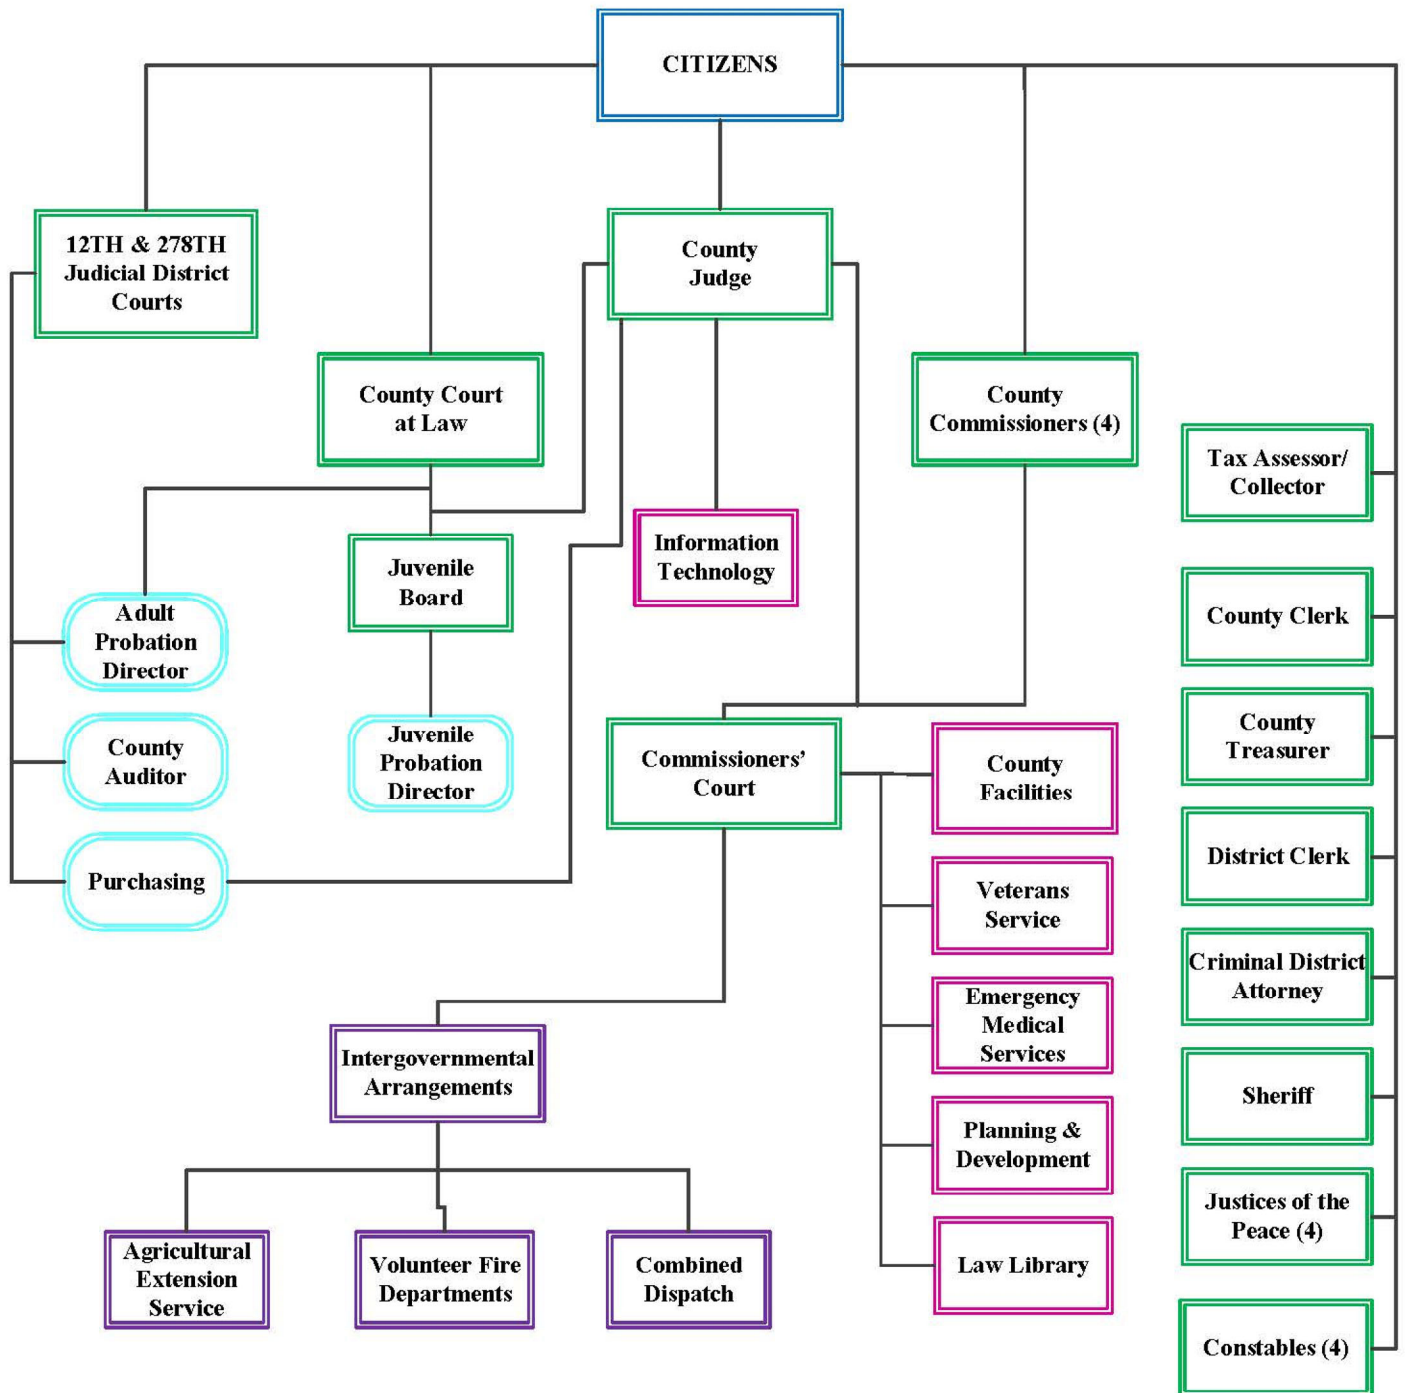 CITIZENS
12TH & 278TH
Judicial District
Courts
County
Judge
County Court
at Law
County
Commissioners (4)
Tax Assessor/
Collector
Information
Technology
Juvenile
Board
County Clerk
Adult
Probation
Director
County
Treasurer
County
Auditor
Juvenile
Probation
Director
Commissioners’
Court
County
Facilities
District Clerk
Purchasing
Veterans
Service
Criminal District
Attorney
Emergency
Medical
Services
Intergovernmental
Arrangements
Sheriff
Planning &
Development
Justices of the
Peace (4)
Agricultural
Extension
Service
Volunteer Fire
Departments
Combined
Dispatch
Law Library
Constables (4)